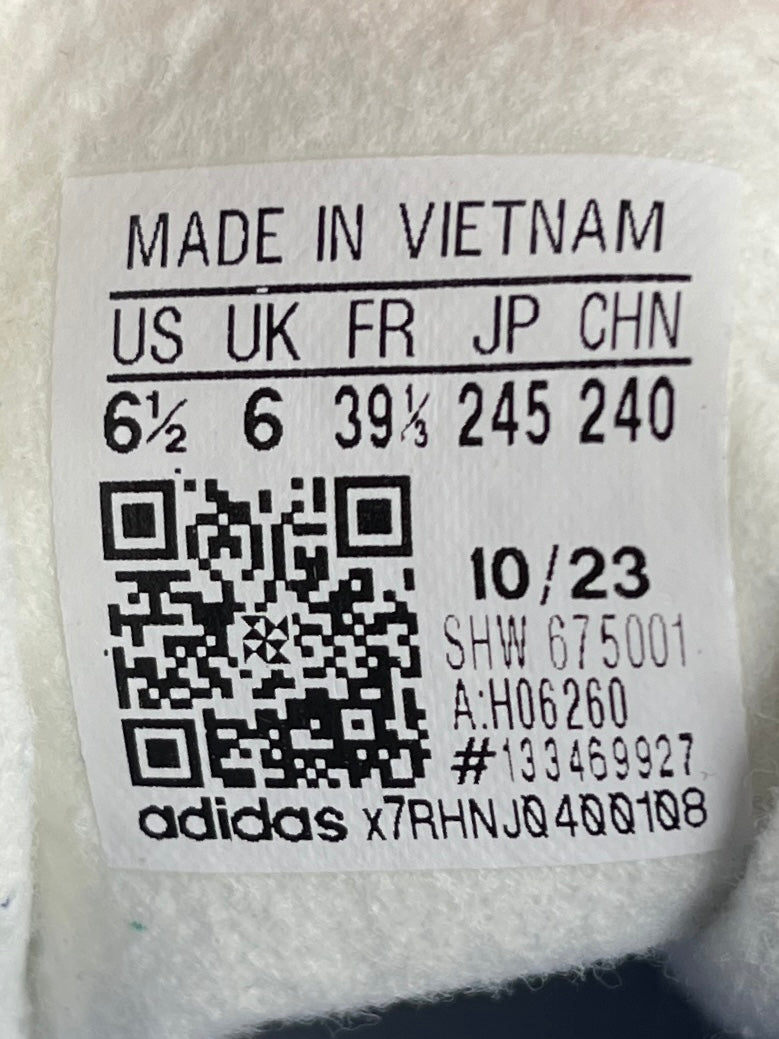 MADE IN VIETNAM
US UK FR JP CHN
6½ 6 39⅓ 245 240
10/23
SHW 675001
A:H06260
#133469927
adidas x7RHNJ0400108